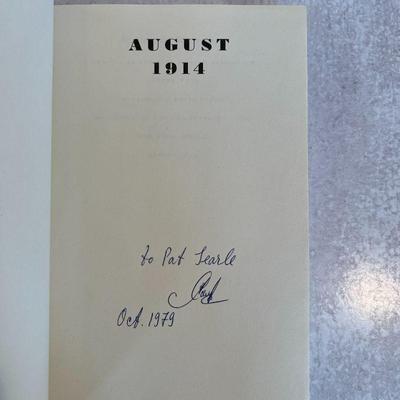 AUGUST
1914
to Pat Searle
Oct. 1979